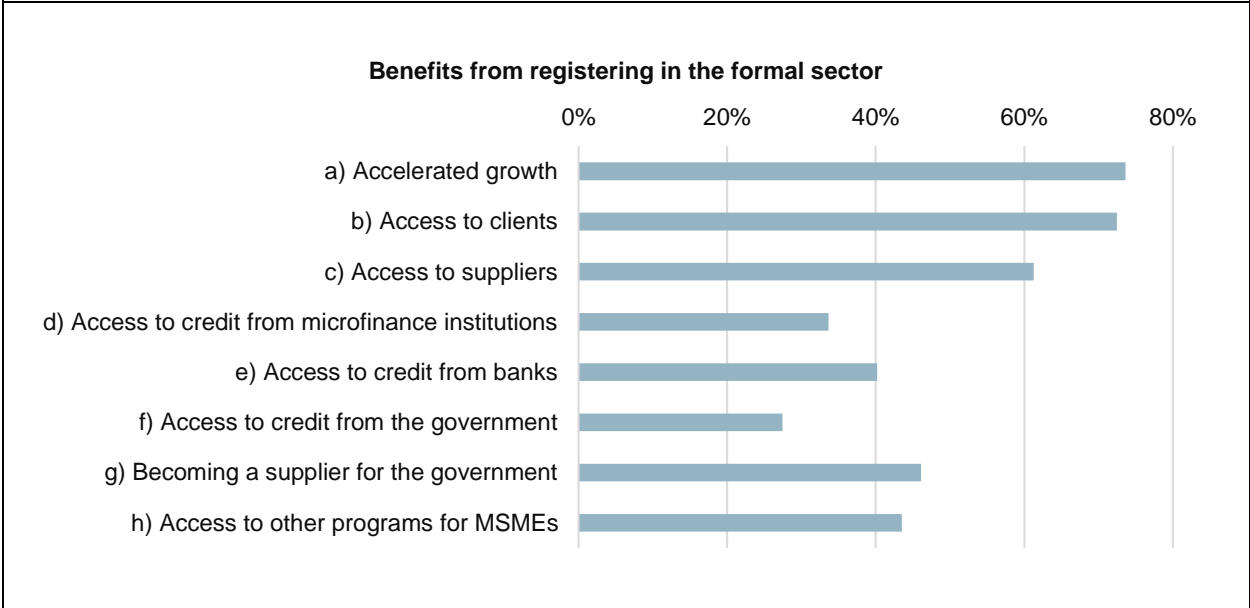 Benefits from registering in the formal sector
0% 20% 40% 60% 80%
a) Accelerated growth
b) Access to clients
c) Access to suppliers
d) Access to credit from microfinance institutions
e) Access to credit from banks
f) Access to credit from the government
g) Becoming a supplier for the government
h) Access to other programs for MSMEs